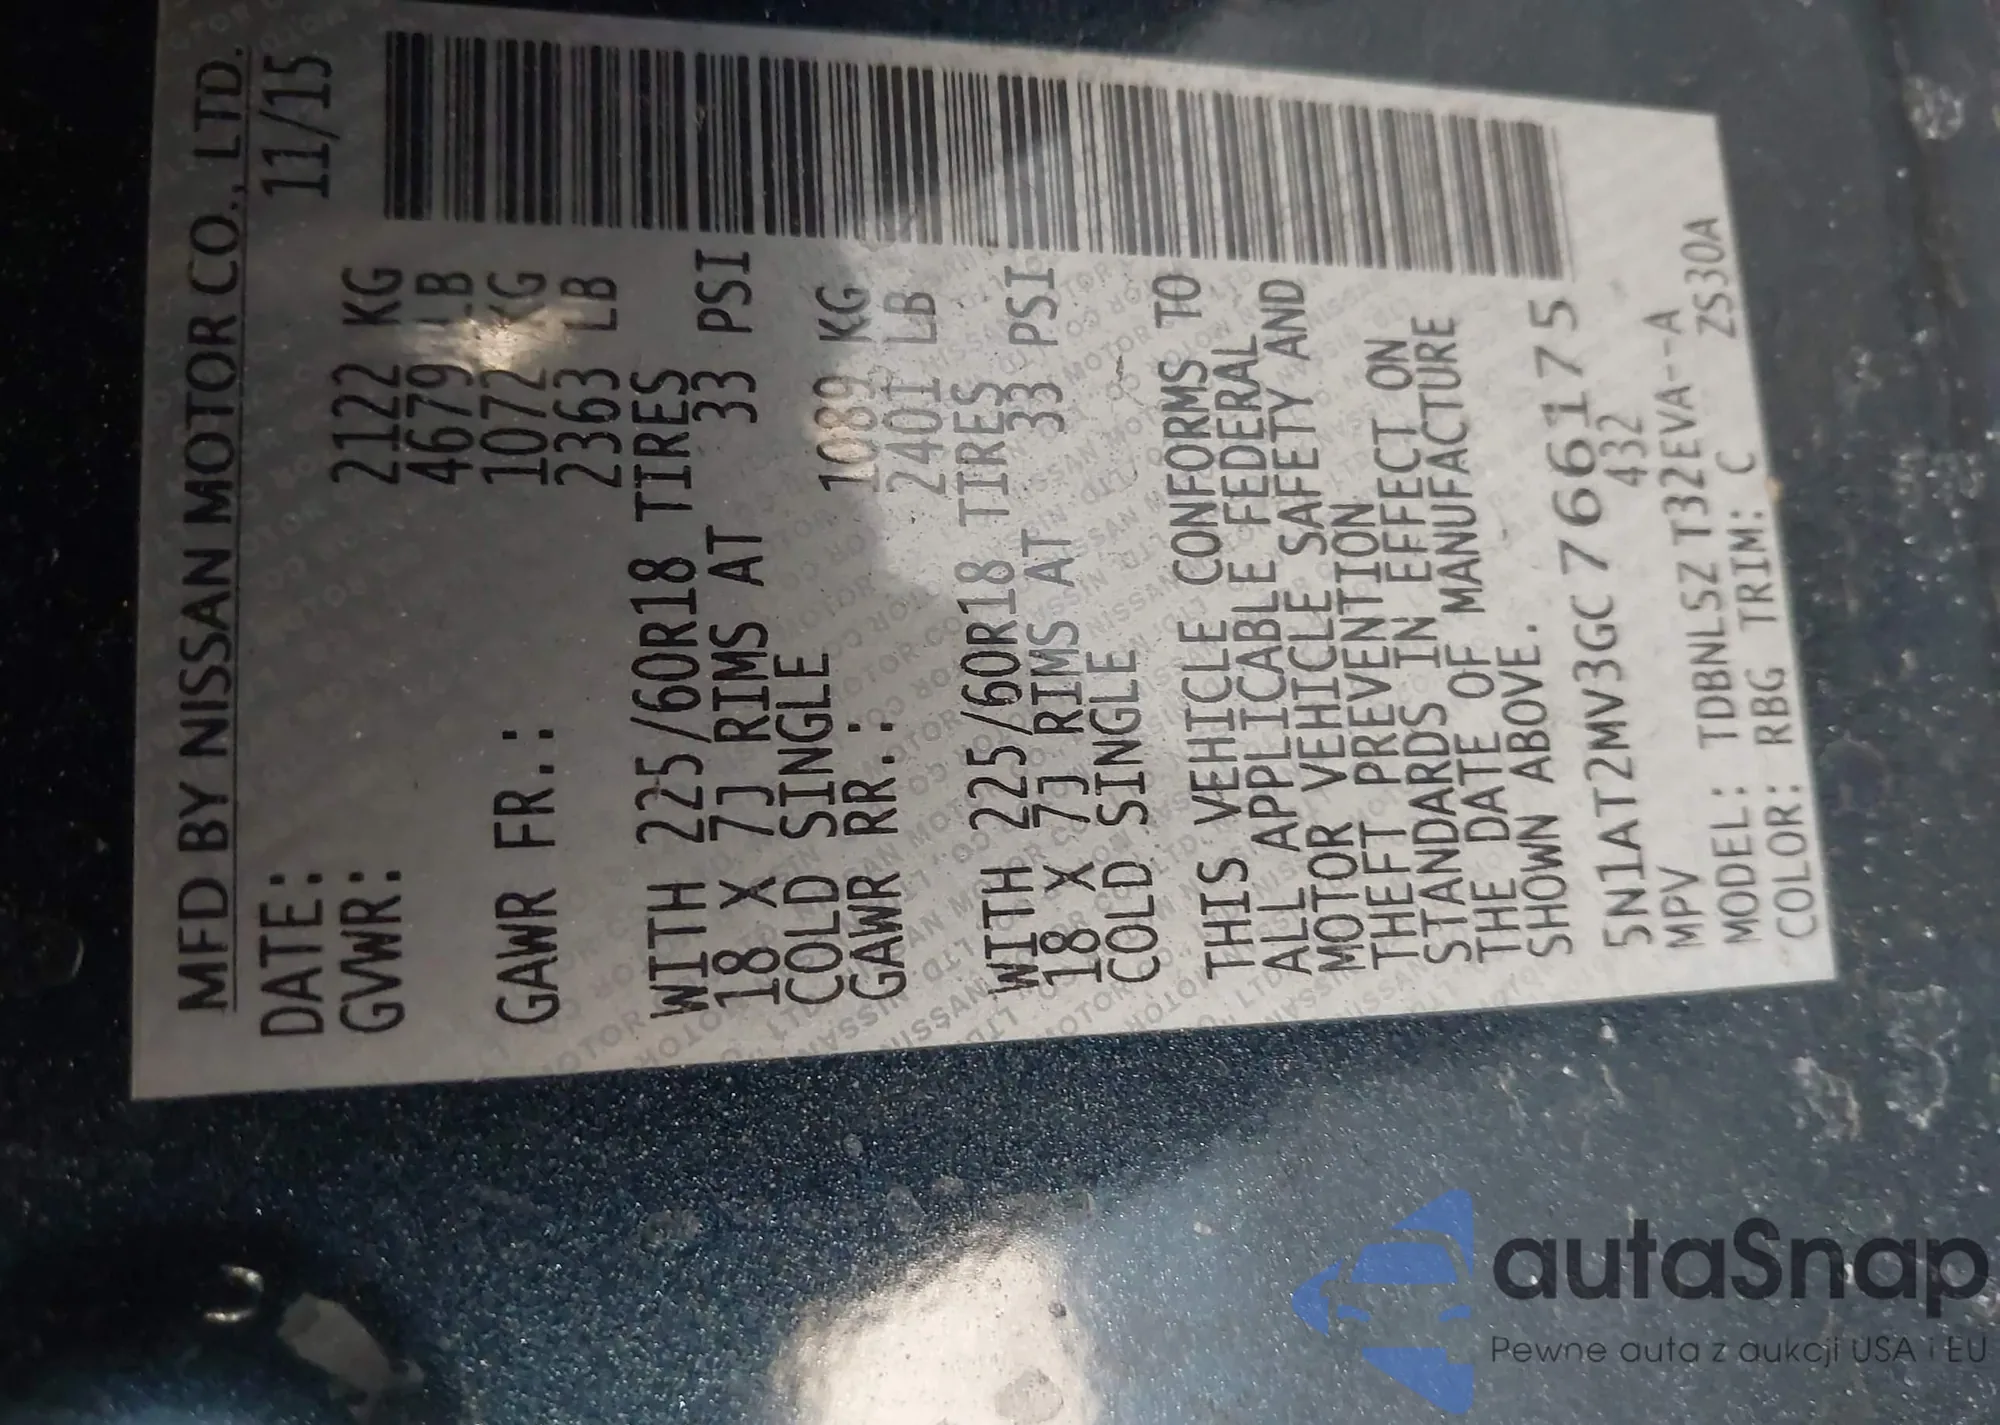 MFD BY NISSAN MOTOR CO., LTD.
DATE: 11/15
GVWR: 2122 KG
4679 LB
GAWR FR.: 1072 KG
2363 LB
WITH 225/60R18 TIRES
18 X 7J RIMS AT 33 PSI
COLD SINGLE
GAWR RR.: 1089 KG
2401 LB
WITH 225/60R18 TIRES
18 X 7J RIMS AT 33 PSI
COLD SINGLE
THIS VEHICLE CONFORMS TO
ALL APPLICABLE FEDERAL
MOTOR VEHICLE SAFETY AND
THEFT PREVENTION
STANDARDS IN EFFECT ON
THE DATE OF MANUFACTURE
SHOWN ABOVE.
5N1AT2MV3GC766175
MPV 432
MODEL: TDBNLSZ T32EVA--A
COLOR: RBG TRIM: C ZS30A
autaSnap
Pewne auta z aukcji USA i EU